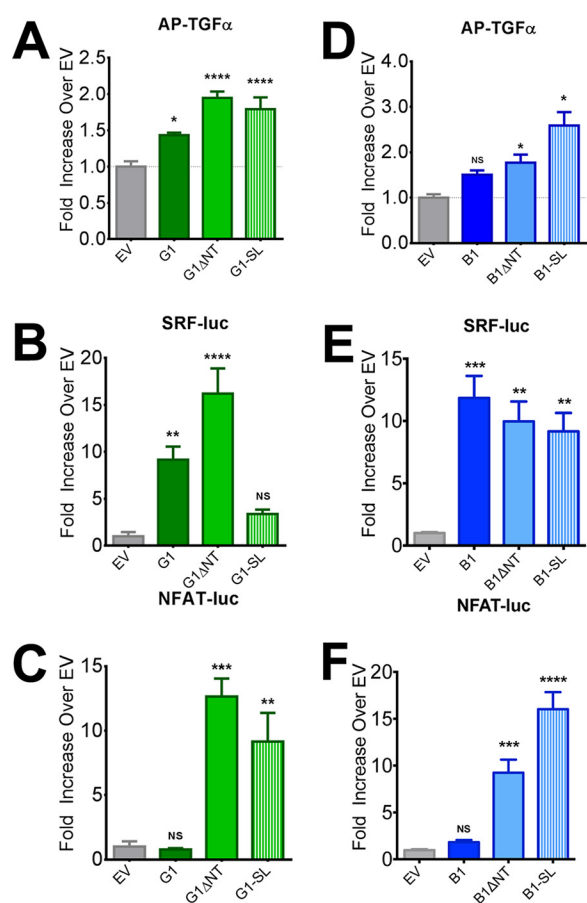 A
AP-TGFα
Fold Increase Over EV
2.5
2.0
1.5
1.0
0.5
0.0
*
****
****
EV
G1
G1ΔNT
G1-SL
B
SRF-luc
Fold Increase Over EV
20
15
10
5
0
**
****
NS
EV
G1
G1ΔNT
G1-SL
C
NFAT-luc
Fold Increase Over EV
15
10
5
0
NS
***
**
EV
G1
G1ΔNT
G1-SL
D
AP-TGFα
Fold Increase Over EV
4.0
3.0
2.0
1.0
0.0
NS
*
*
EV
B1
B1ΔNT
B1-SL
E
SRF-luc
Fold Increase Over EV
15
10
5
0
***
**
**
EV
B1
B1ΔNT
B1-SL
F
NFAT-luc
Fold Increase Over EV
20
15
10
5
0
NS
***
****
EV
B1
B1ΔNT
B1-SL